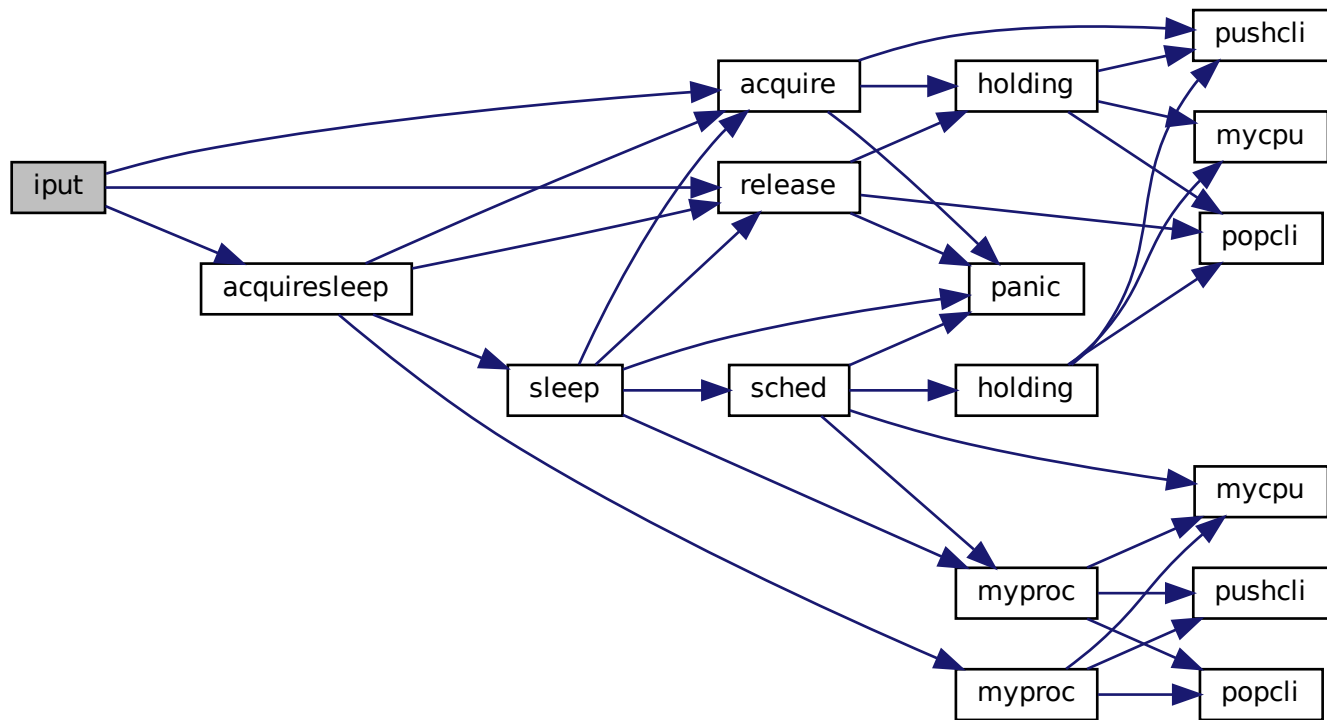 pushcli
acquire
holding
mycpu
iput
release
popcli
acquiresleep
panic
sleep
sched
holding
mycpu
myproc
pushcli
myproc
popcli